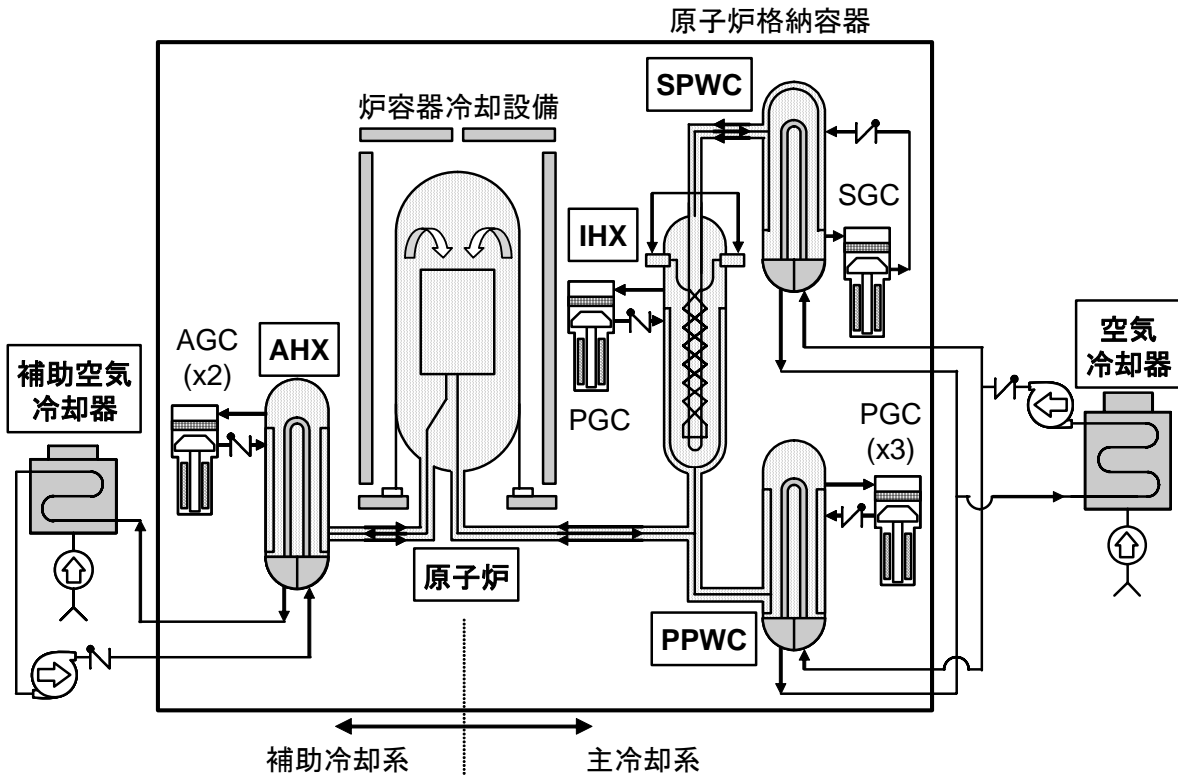 原子炉格納容器
SPWC
炉容器冷却設備
SGC
IHX
AGC
(x2)
AHX
補助空気
冷却器
空気
冷却器
PGC
PGC
(x3)
原子炉
PPWC
補助冷却系
主冷却系